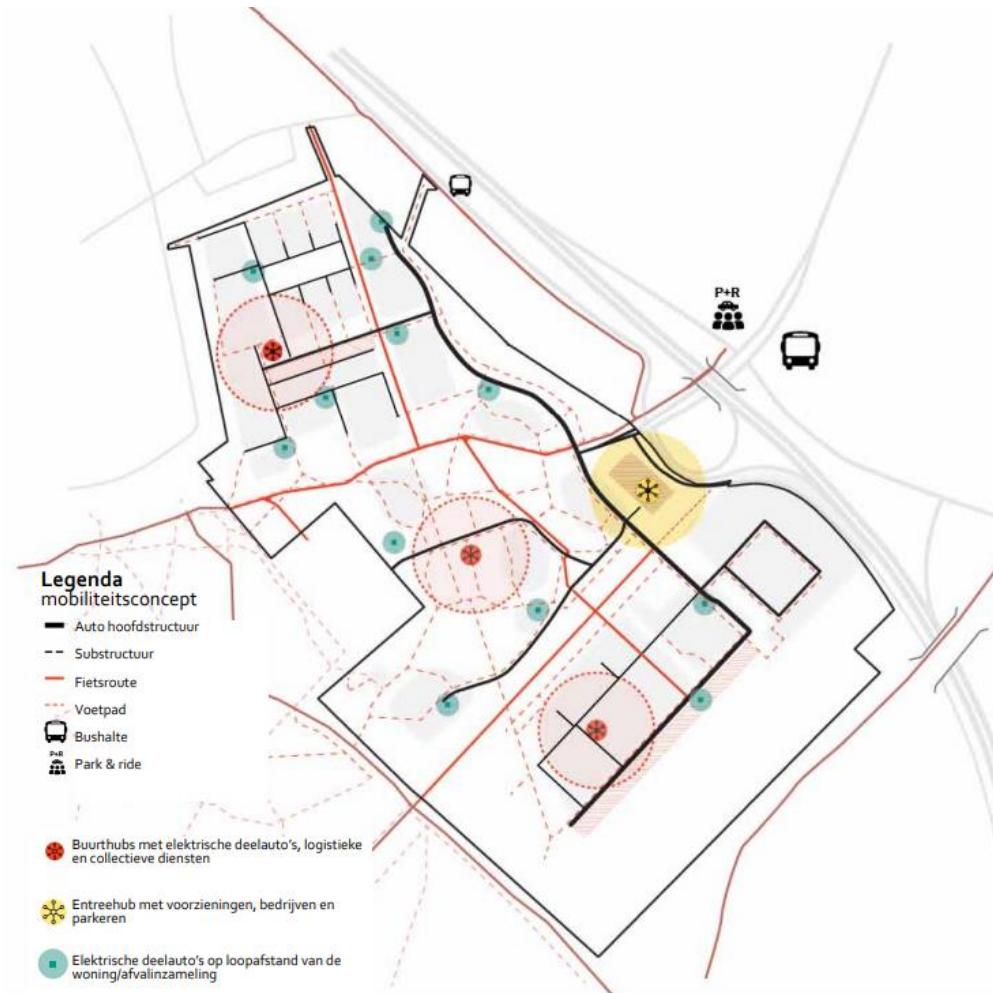 P+R
Legenda
mobiliteitsconcept
Auto hoofdstructuur
Substructuur
Fietsroute
Voetpad
Bushalte
P+R
Park & ride
Buurthubs met elektrische deelauto's, logistieke
en collectieve diensten
Entreehub met voorzieningen, bedrijven en
parkeren
Elektrische deelauto's op loopafstand van de
woning/afvalinzameling